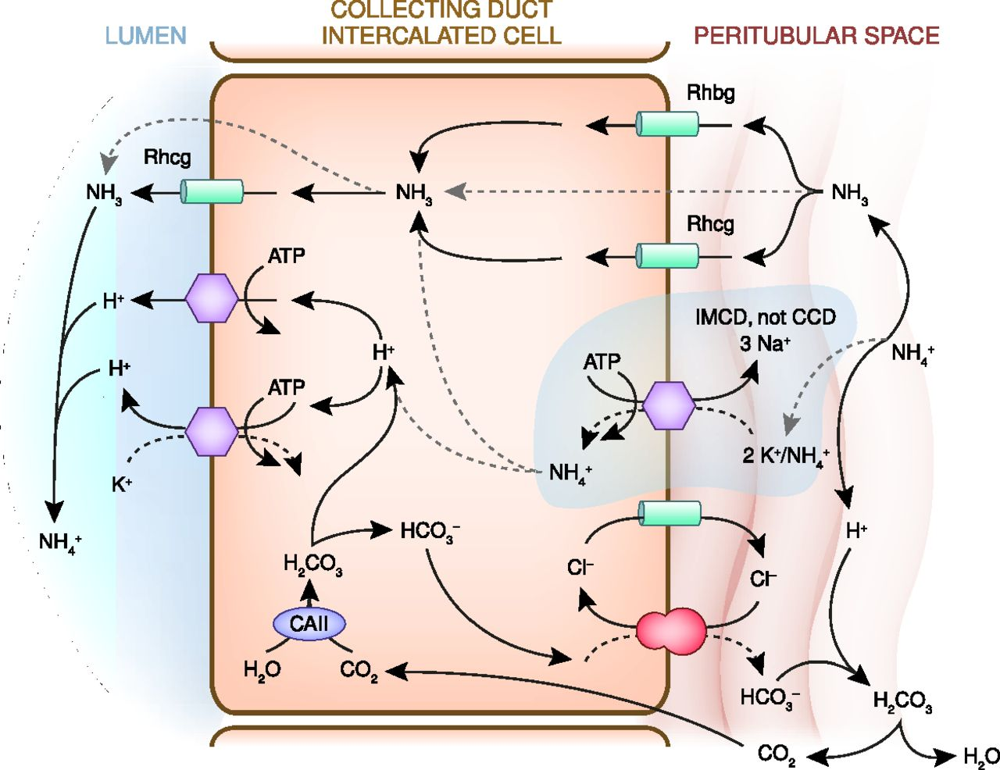 COLLECTING DUCT
LUMEN INTERCALATED CELL PERITUBULAR SPACE
Rhbg
Rhcg
NH₃ NH₃ NH₃
Rhcg
ATP
H⁺
IMCD, not CCD
3 Na⁺
H⁺ NH₄⁺
H⁺ ATP
ATP
2 K⁺/NH₄⁺
K⁺ NH₄⁺
NH₄⁺ HCO₃⁻ H⁺
H₂CO₃ Cl⁻ Cl⁻
CAII
H₂O CO₂
HCO₃⁻ H₂CO₃
CO₂ H₂O